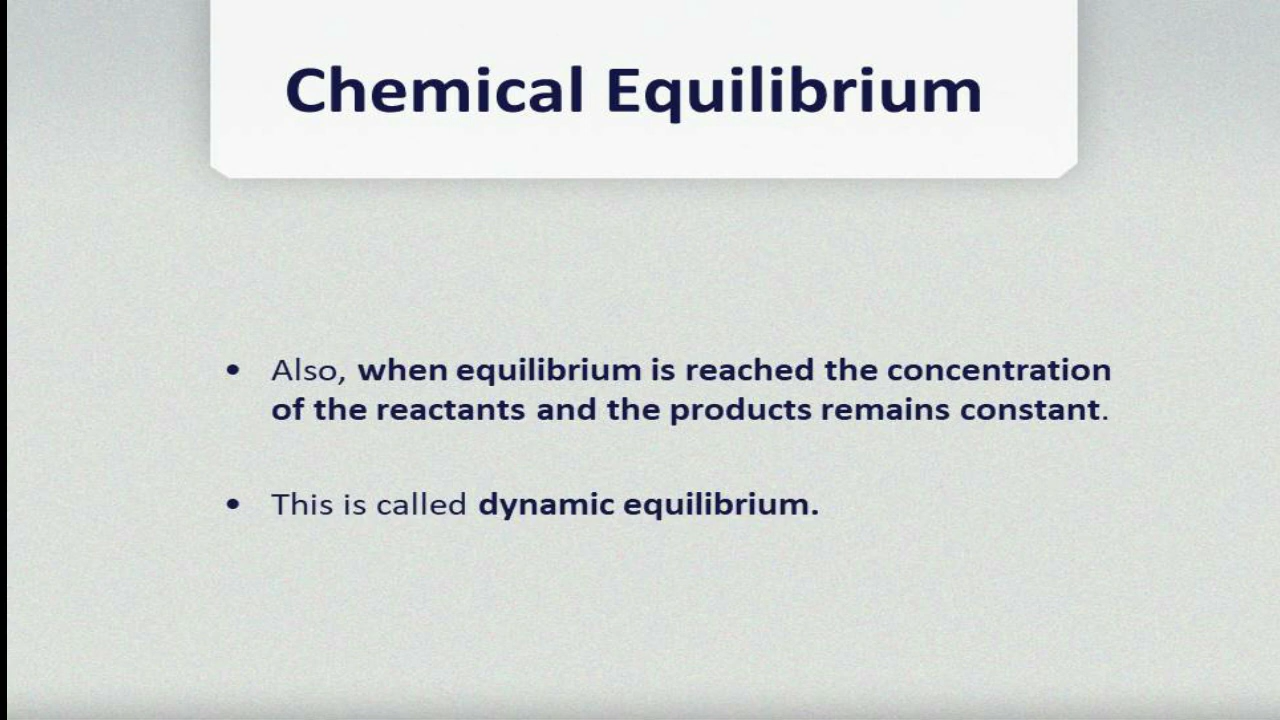 Chemical Equilibrium
• Also, when equilibrium is reached the concentration
of the reactants and the products remains constant.
• This is called dynamic equilibrium.